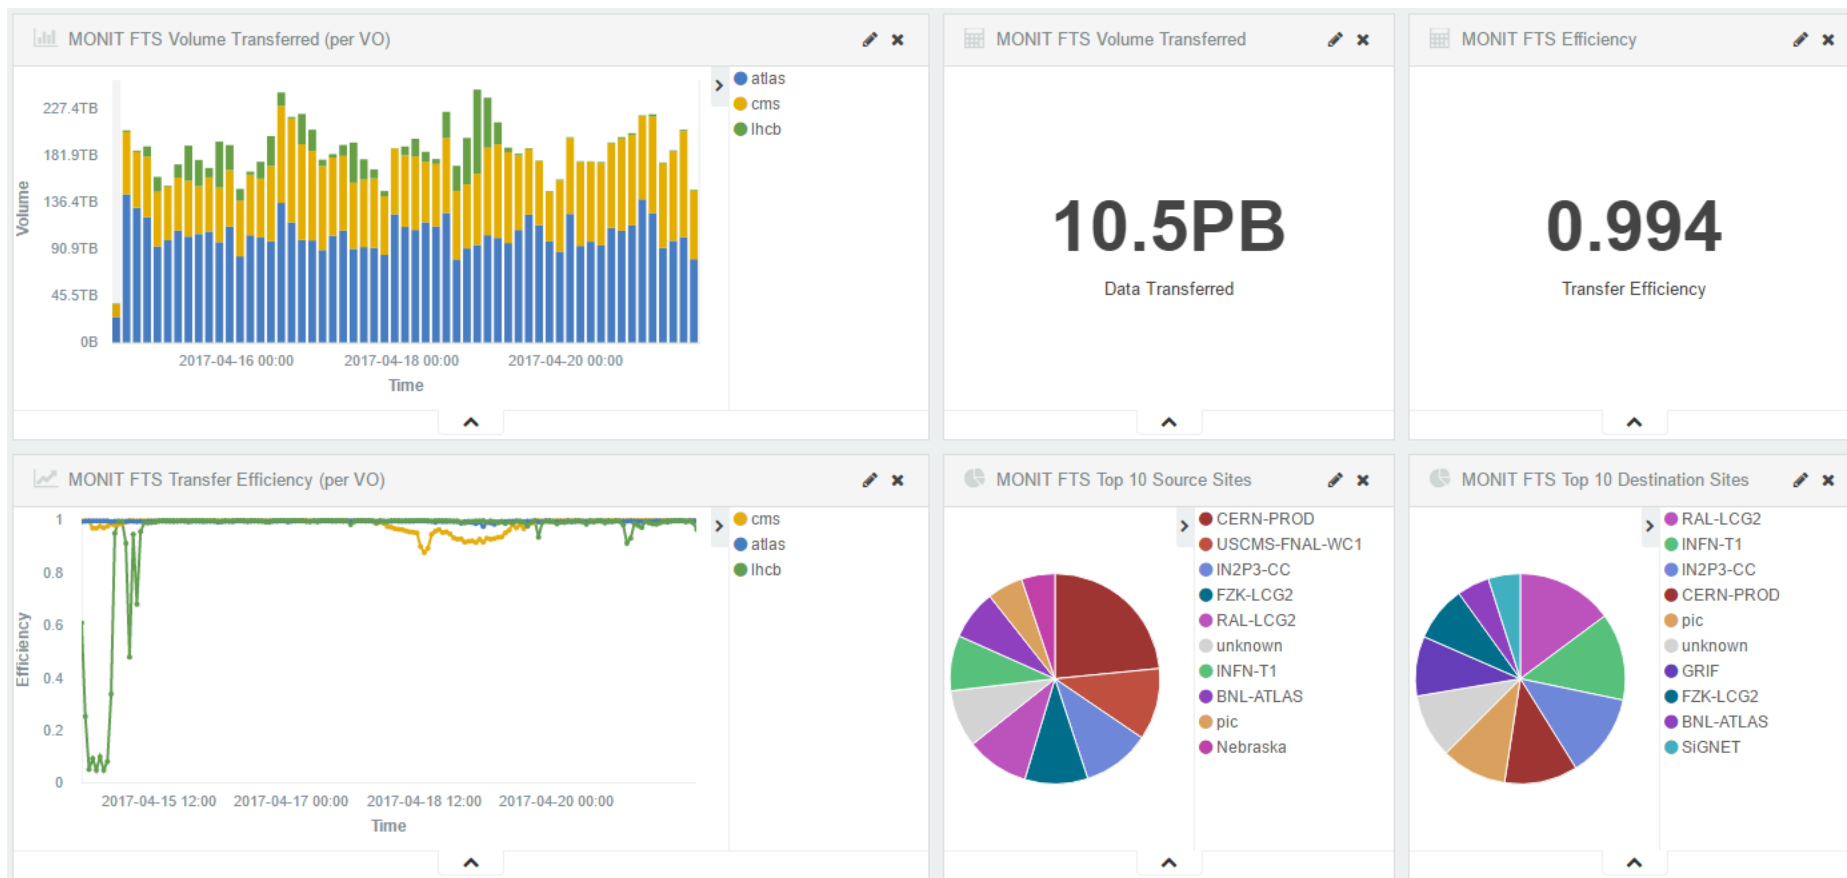 MONIT FTS Volume Transferred (per VO)
227.4TB
181.9TB
136.4TB
90.9TB
45.5TB
0B
Volume
2017-04-16 00:00
2017-04-18 00:00
2017-04-20 00:00
Time
atlas
cms
lhcb
MONIT FTS Volume Transferred
10.5PB
Data Transferred
MONIT FTS Efficiency
0.994
Transfer Efficiency
MONIT FTS Transfer Efficiency (per VO)
1
0.8
0.6
0.4
0.2
0
Efficiency
2017-04-15 12:00
2017-04-17 00:00
2017-04-18 12:00
2017-04-20 00:00
Time
cms
atlas
lhcb
MONIT FTS Top 10 Source Sites
CERN-PROD
USCMS-FNAL-WC1
IN2P3-CC
FZK-LCG2
RAL-LCG2
unknown
INFN-T1
BNL-ATLAS
pic
Nebraska
MONIT FTS Top 10 Destination Sites
RAL-LCG2
INFN-T1
IN2P3-CC
CERN-PROD
pic
unknown
GRIF
FZK-LCG2
BNL-ATLAS
SiGNET